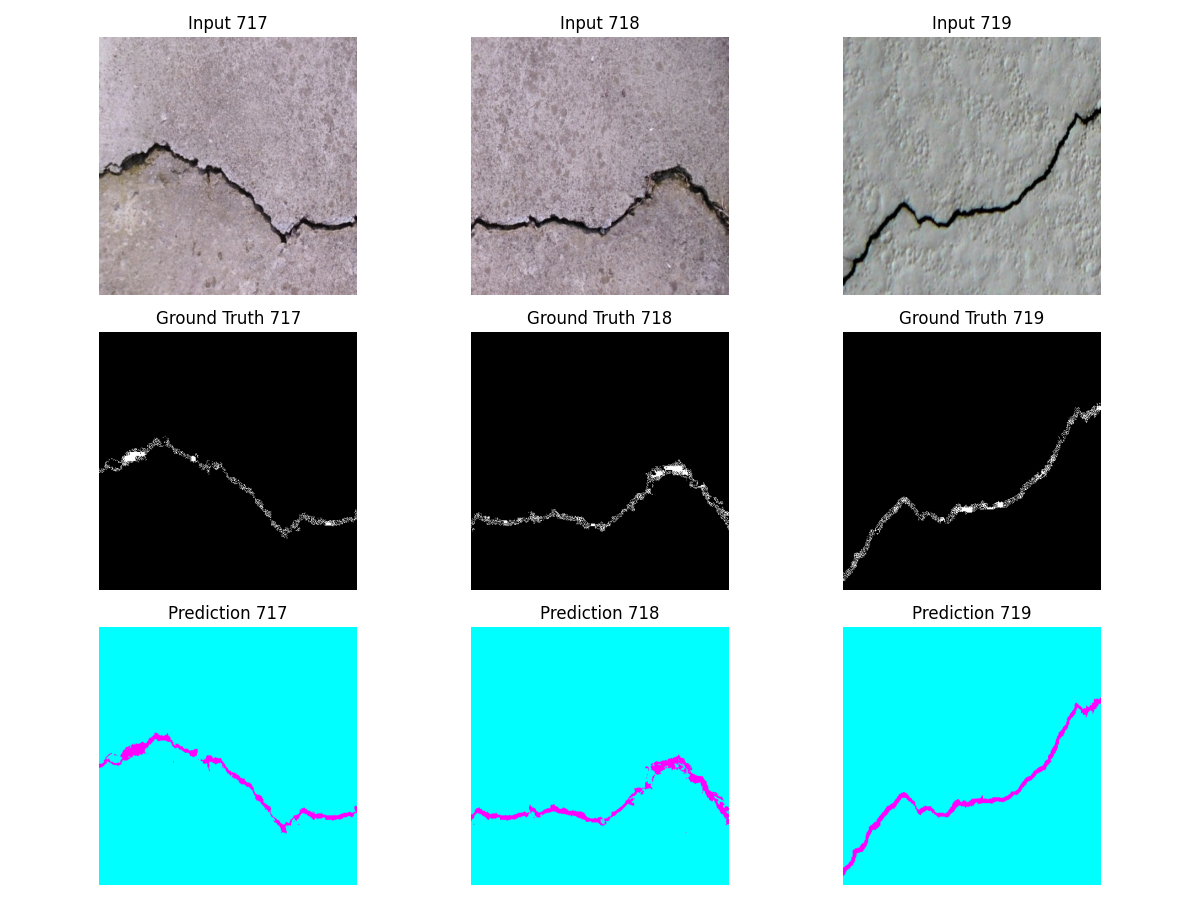 Input 717
Input 718
Input 719
Ground Truth 717
Ground Truth 718
Ground Truth 719
Prediction 717
Prediction 718
Prediction 719